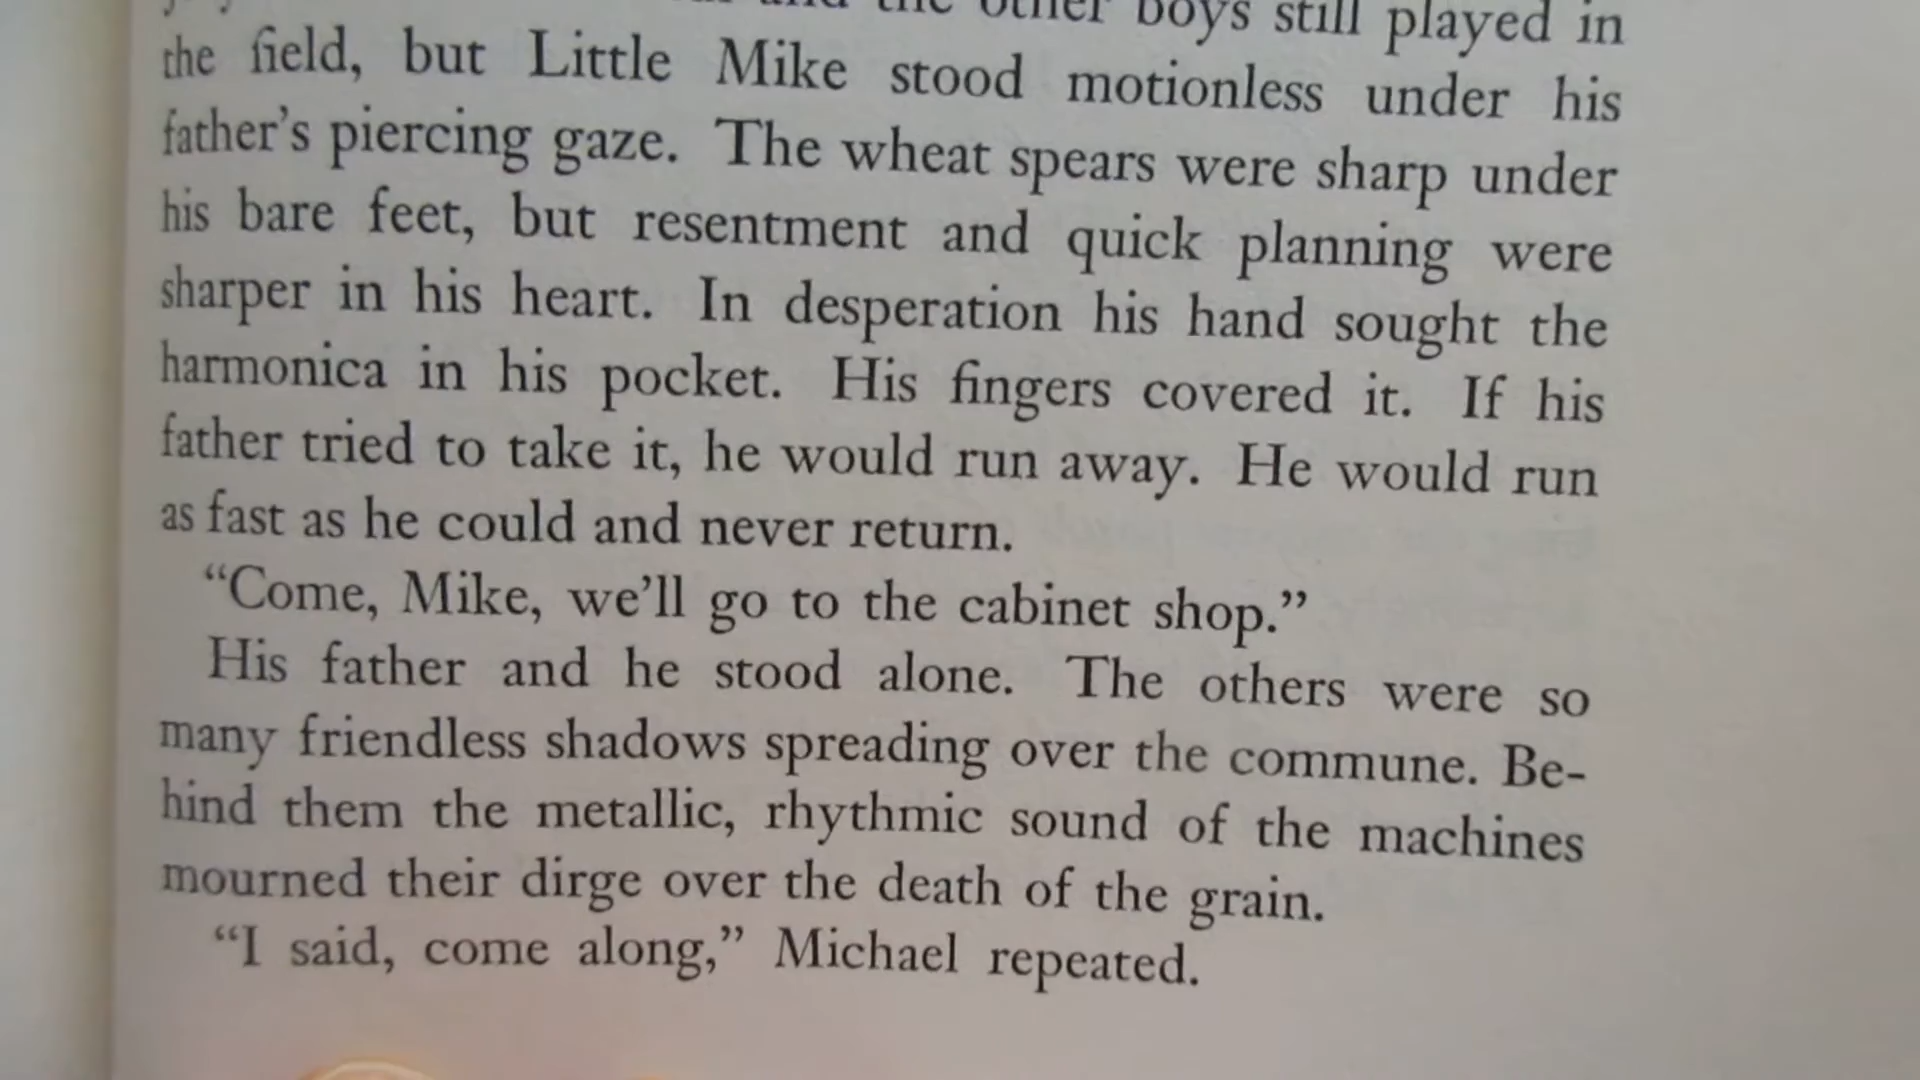 and the other boys still played in
the field, but Little Mike stood motionless under his
father's piercing gaze. The wheat spears were sharp under
his bare feet, but resentment and quick planning were
sharper in his heart. In desperation his hand sought the
harmonica in his pocket. His fingers covered it. If his
father tried to take it, he would run away. He would run
as fast as he could and never return.
“Come, Mike, we'll go to the cabinet shop.”
His father and he stood alone. The others were so
many friendless shadows spreading over the commune. Be-
hind them the metallic, rhythmic sound of the machines
mourned their dirge over the death of the grain.
“I said, come along,” Michael repeated.